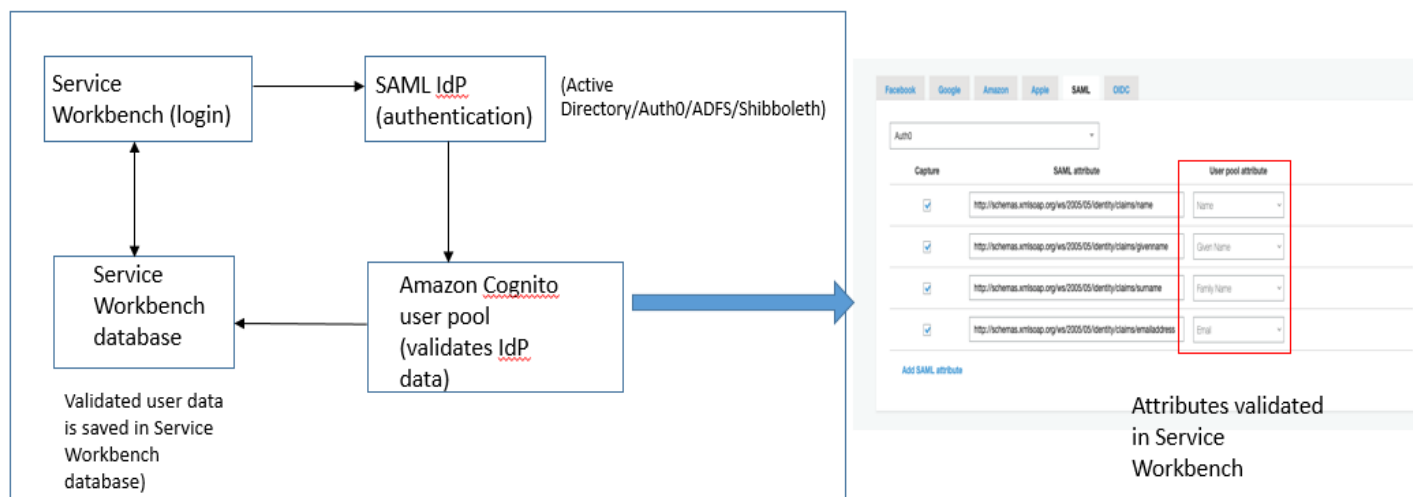 Service
Workbench (login)
SAML IdP
(authentication)
(Active
Directory/Auth0/ADFS/Shibboleth)
Service
Workbench
database
Amazon Cognito
user pool
(validates IdP
data)
Validated user data
is saved in Service
Workbench
database)
Facebook Google Amazon Apple SAML OIDC
Auth0
Capture SAML attribute User pool attribute
http://schemas.xmlsoap.org/ws/2005/05/identity/claims/name Name
http://schemas.xmlsoap.org/ws/2005/05/identity/claims/givenname Given Name
http://schemas.xmlsoap.org/ws/2005/05/identity/claims/surname Family Name
http://schemas.xmlsoap.org/ws/2005/05/identity/claims/emailaddress Email
Add SAML attribute
Attributes validated
in Service
Workbench